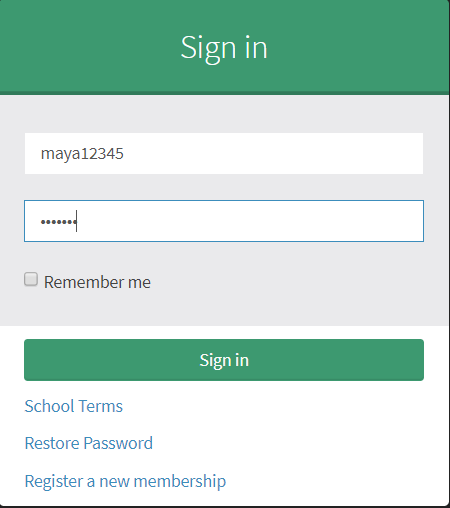 Sign in
maya12345
•••••••
Remember me
Sign in
School Terms
Restore Password
Register a new membership